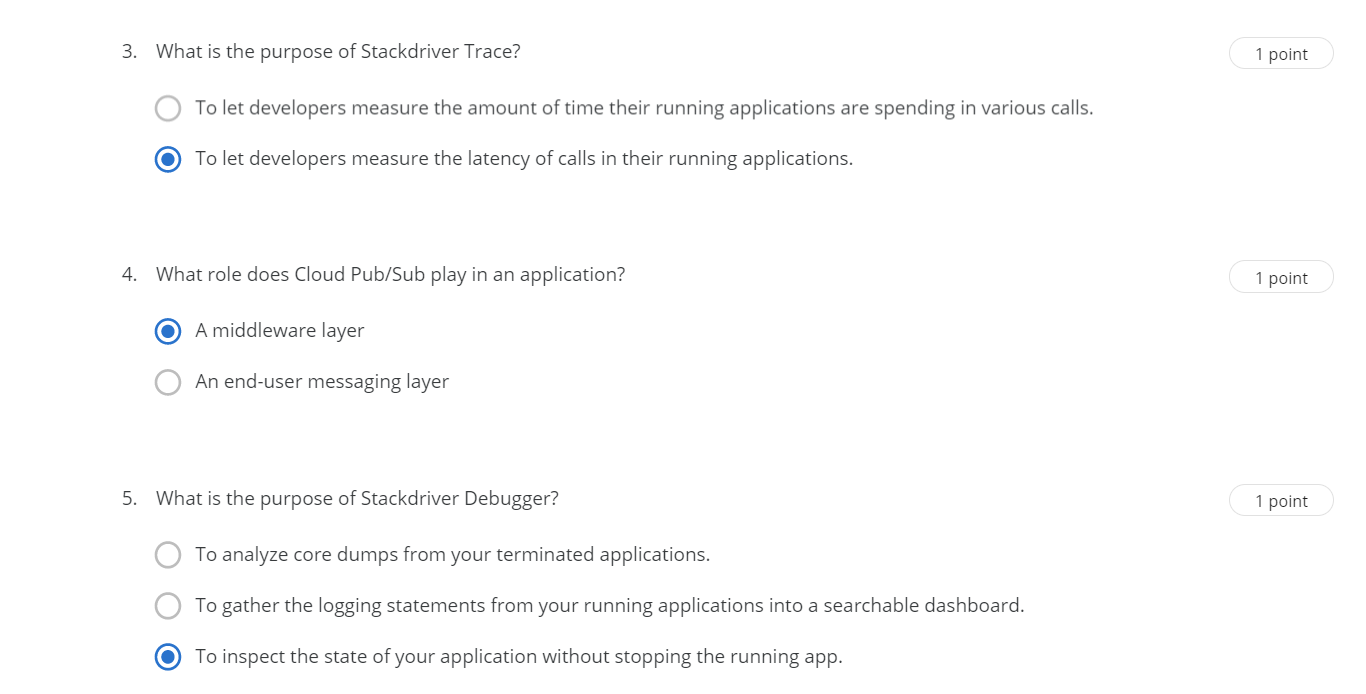 3. What is the purpose of Stackdriver Trace? 1 point
To let developers measure the amount of time their running applications are spending in various calls.
To let developers measure the latency of calls in their running applications.
4. What role does Cloud Pub/Sub play in an application? 1 point
A middleware layer
An end-user messaging layer
5. What is the purpose of Stackdriver Debugger? 1 point
To analyze core dumps from your terminated applications.
To gather the logging statements from your running applications into a searchable dashboard.
To inspect the state of your application without stopping the running app.